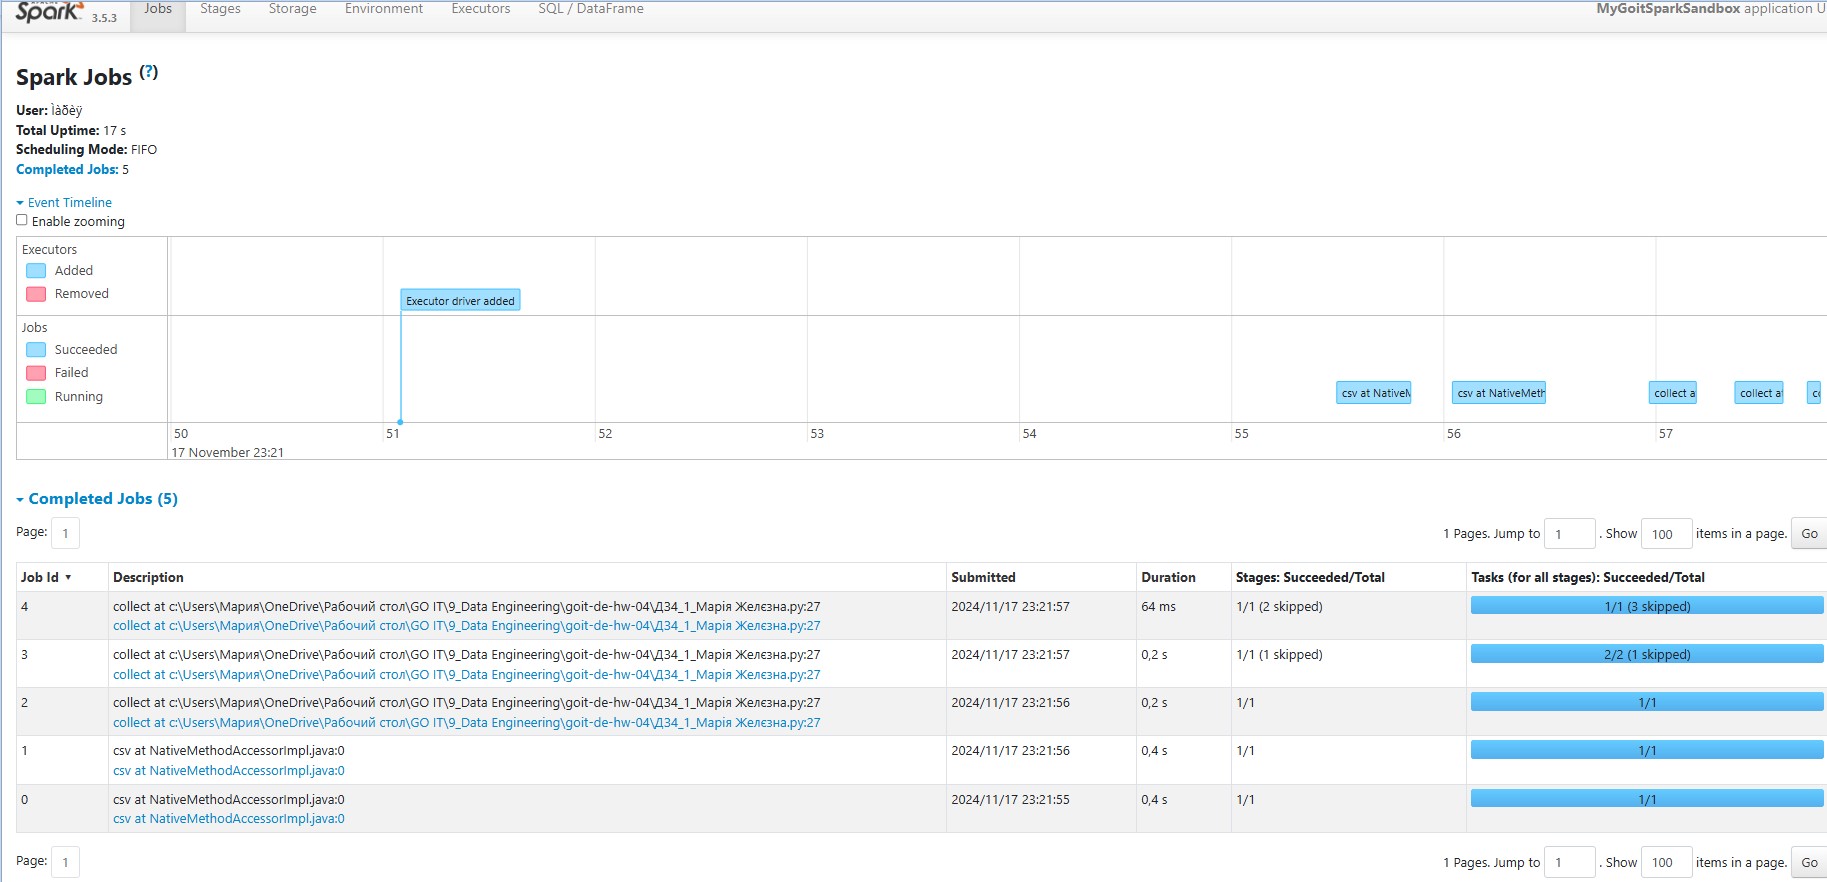 Spark 3.5.3 Jobs Stages Storage Environment Executors SQL / DataFrame MyGoitSparkSandbox application U
Spark Jobs (?)
User: Ìàðèÿ
Total Uptime: 17 s
Scheduling Mode: FIFO
Completed Jobs: 5
Event Timeline
Enable zooming
Executors
Added
Removed
Executor driver added
Jobs
Succeeded
Failed
Running
csv at NativeM csv at NativeMeth collect a collect at
50 51 52 53 54 55 56 57
17 November 23:21
Completed Jobs (5)
Page: 1 1 Pages. Jump to 1 . Show 100 items in a page. Go
Job Id ▾ Description Submitted Duration Stages: Succeeded/Total Tasks (for all stages): Succeeded/Total
4 collect at c:\Users\Мария\OneDrive\Рабочий стол\GO IT\9_Data Engineering\goit-de-hw-04\ДЗ4_1_Марія Желєзна.py:27 2024/11/17 23:21:57 64 ms 1/1 (2 skipped) 1/1 (3 skipped)
collect at c:\Users\Мария\OneDrive\Рабочий стол\GO IT\9_Data Engineering\goit-de-hw-04\ДЗ4_1_Марія Желєзна.py:27
3 collect at c:\Users\Мария\OneDrive\Рабочий стол\GO IT\9_Data Engineering\goit-de-hw-04\ДЗ4_1_Марія Желєзна.py:27 2024/11/17 23:21:57 0,2 s 1/1 (1 skipped) 2/2 (1 skipped)
collect at c:\Users\Мария\OneDrive\Рабочий стол\GO IT\9_Data Engineering\goit-de-hw-04\ДЗ4_1_Марія Желєзна.py:27
2 collect at c:\Users\Мария\OneDrive\Рабочий стол\GO IT\9_Data Engineering\goit-de-hw-04\ДЗ4_1_Марія Желєзна.py:27 2024/11/17 23:21:56 0,2 s 1/1 1/1
collect at c:\Users\Мария\OneDrive\Рабочий стол\GO IT\9_Data Engineering\goit-de-hw-04\ДЗ4_1_Марія Желєзна.py:27
1 csv at NativeMethodAccessorImpl.java:0 2024/11/17 23:21:56 0,4 s 1/1 1/1
csv at NativeMethodAccessorImpl.java:0
0 csv at NativeMethodAccessorImpl.java:0 2024/11/17 23:21:55 0,4 s 1/1 1/1
csv at NativeMethodAccessorImpl.java:0
Page: 1 1 Pages. Jump to 1 . Show 100 items in a page. Go